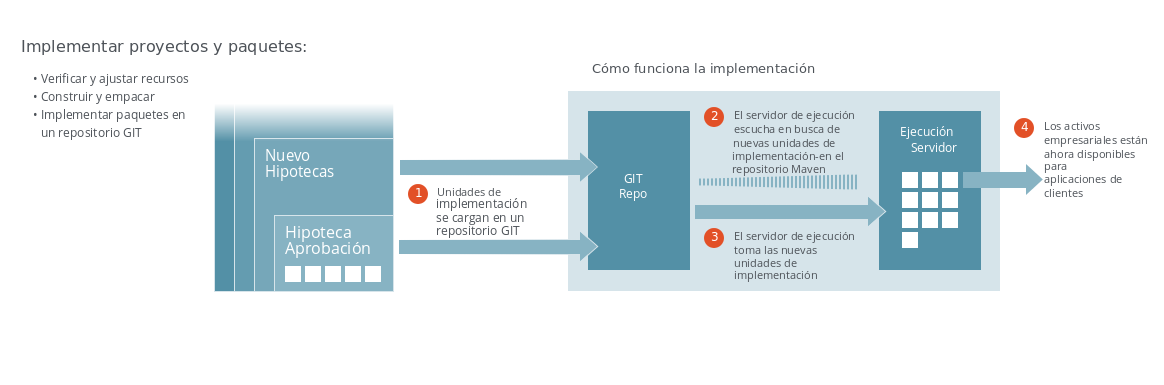 Implementar proyectos y paquetes:
• Verificar y ajustar recursos
• Construir y empacar
• Implementar paquetes en
un repositorio GIT
Nuevo
Hipotecas
Hipoteca
Aprobación
1
Unidades de
implementación
se cargan en un
repositorio GIT
Cómo funciona la implementación
GIT
Repo
2
El servidor de ejecución
escucha en busca de
nuevas unidades de
implementación-en el
repositorio Maven
3
El servidor de ejecución
toma las nuevas
unidades de
implementación
Ejecución
Servidor
4
Los activos
empresariales están
ahora disponibles
para
aplicaciones de
clientes